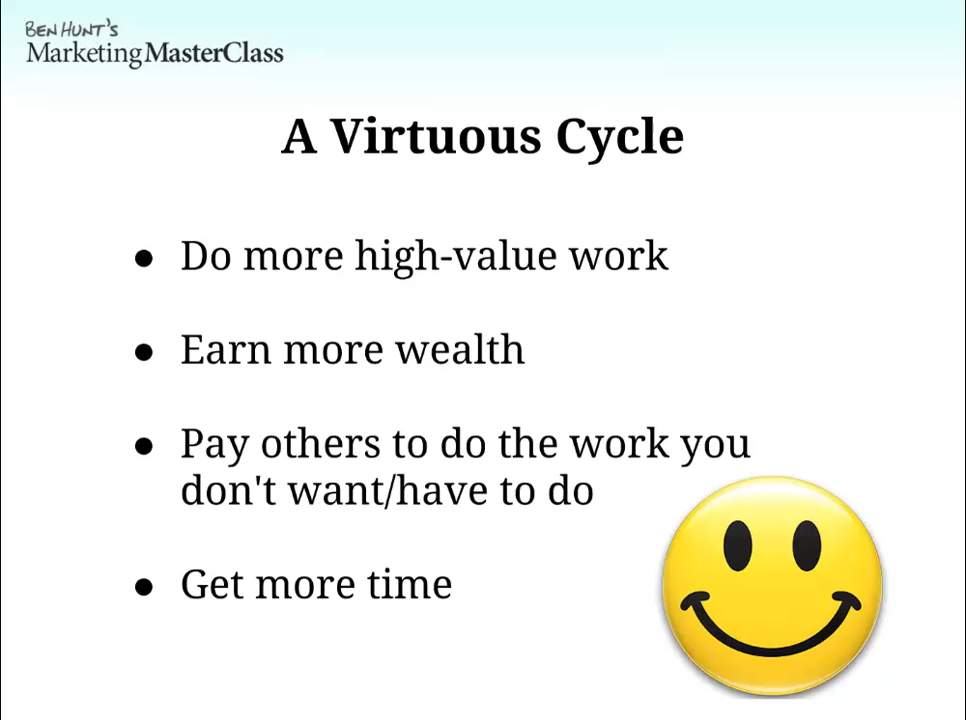 BEN HUNT'S
Marketing MasterClass
A Virtuous Cycle
● Do more high-value work
● Earn more wealth
● Pay others to do the work you
don't want/have to do
● Get more time